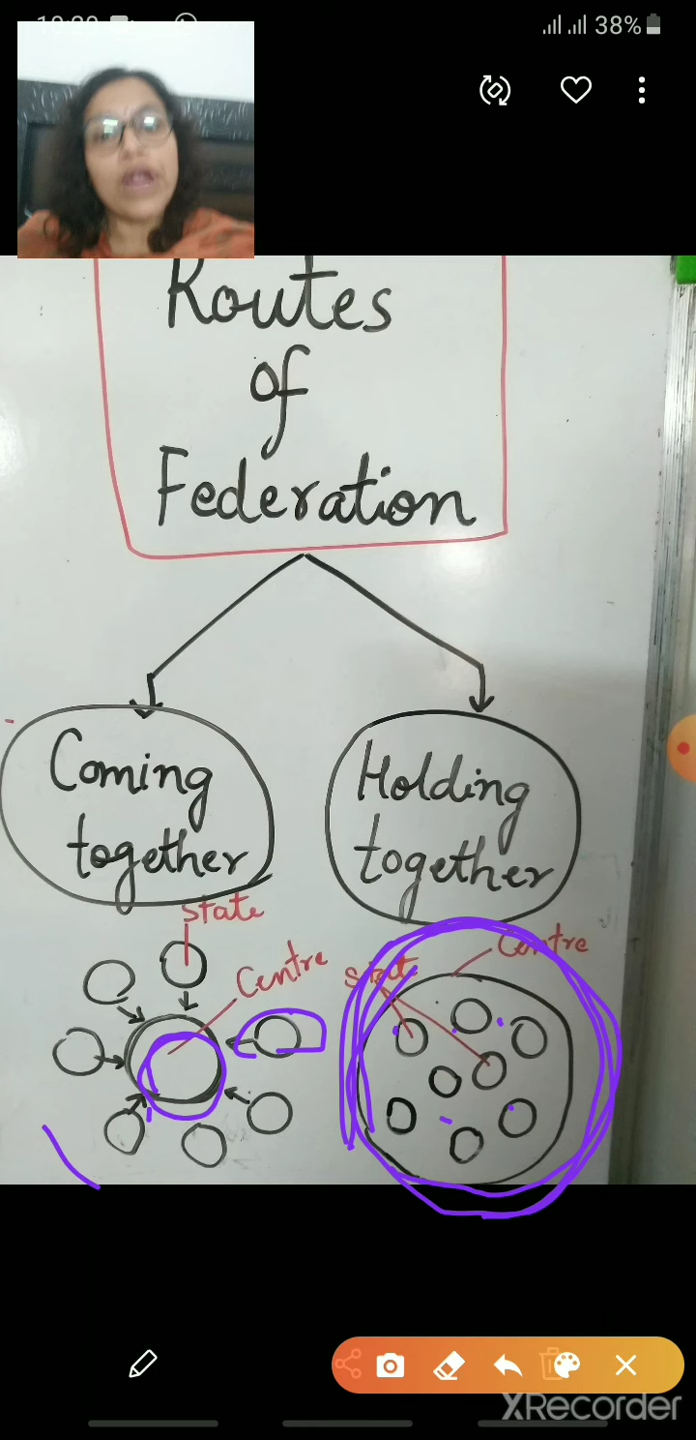 38%
Routes
of
Federation
Coming
together
Holding
together
State
Centre
Centre
State
XRecorder